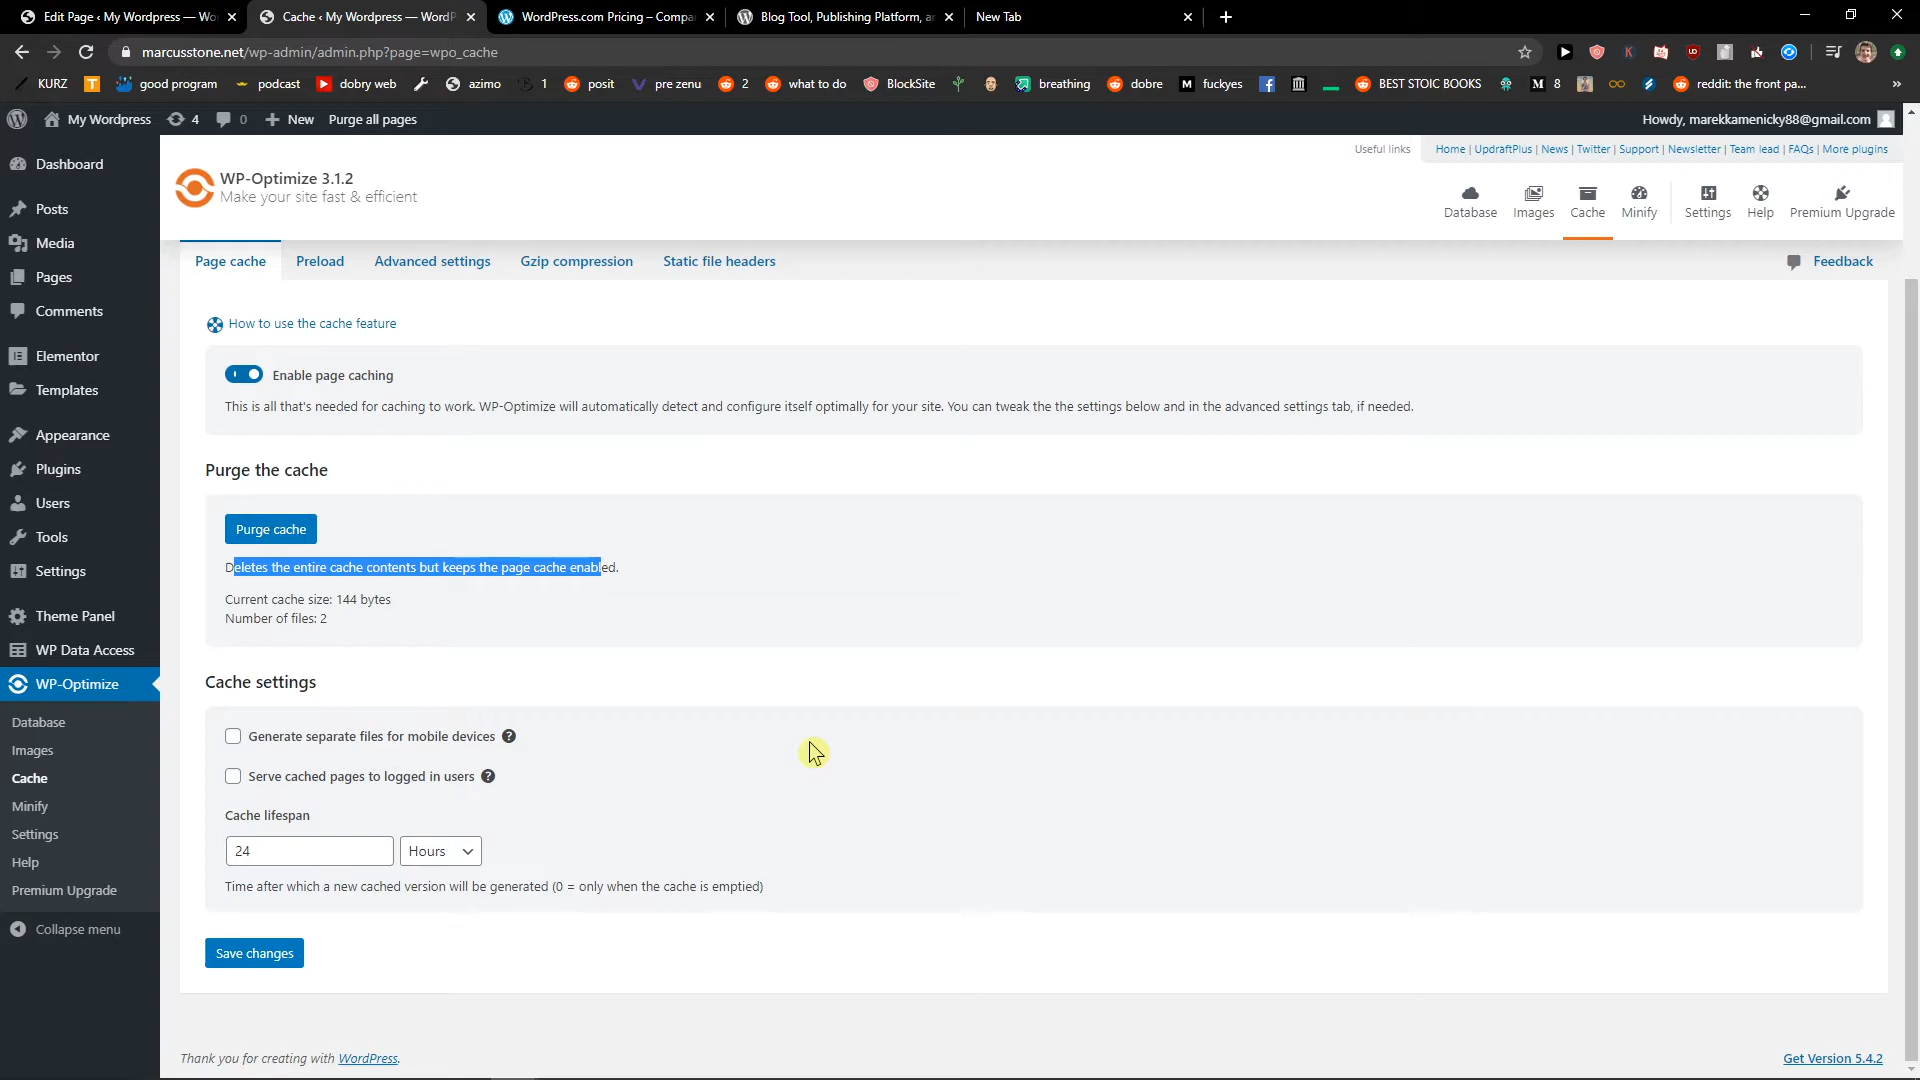 Edit Page ‹ My Wordpress — Wo
Cache ‹ My Wordpress — WordP
WordPress.com Pricing – Compa
Blog Tool, Publishing Platform, a
New Tab
marcusstone.net/wp-admin/admin.php?page=wpo_cache
KURZ
good program
podcast
dobry web
azimo
1
posit
pre zenu
2
what to do
BlockSite
breathing
dobre
fuckyes
BEST STOIC BOOKS
8
reddit: the front pa...
»
My Wordpress
4
0
New
Purge all pages
Howdy, marekkamenicky88@gmail.com
Dashboard
Posts
Media
Pages
Comments
Elementor
Templates
Appearance
Plugins
Users
Tools
Settings
Theme Panel
WP Data Access
WP-Optimize
Database
Images
Cache
Minify
Settings
Help
Premium Upgrade
Collapse menu
Useful links
Home | UpdraftPlus | News | Twitter | Support | Newsletter | Team lead | FAQs | More plugins
WP-Optimize 3.1.2
Make your site fast & efficient
Database
Images
Cache
Minify
Settings
Help
Premium Upgrade
Page cache
Preload
Advanced settings
Gzip compression
Static file headers
Feedback
How to use the cache feature
Enable page caching
This is all that's needed for caching to work. WP-Optimize will automatically detect and configure itself optimally for your site. You can tweak the the settings below and in the advanced settings tab, if needed.
Purge the cache
Purge cache
Deletes the entire cache contents but keeps the page cache enabled.
Current cache size: 144 bytes
Number of files: 2
Cache settings
Generate separate files for mobile devices
Serve cached pages to logged in users
Cache lifespan
24
Hours
Time after which a new cached version will be generated (0 = only when the cache is emptied)
Save changes
Thank you for creating with WordPress.
Get Version 5.4.2